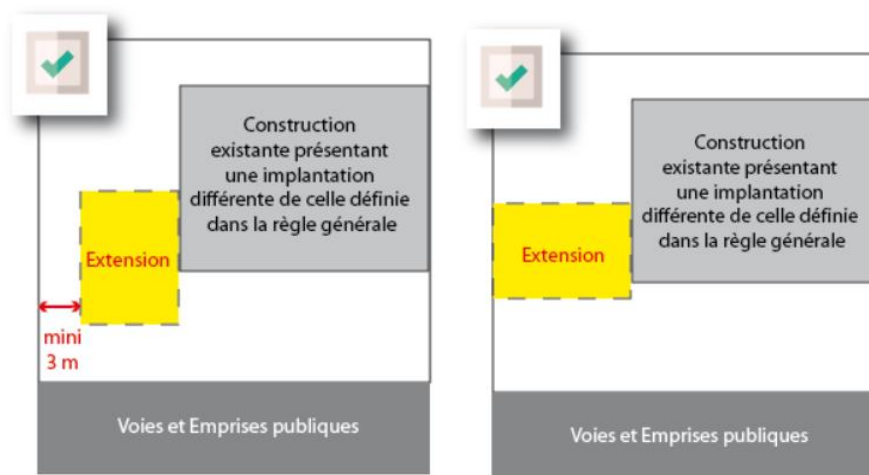 Construction
existante présentant
une implantation
différente de celle définie
dans la règle générale
Extension
mini
3 m
Voies et Emprises publiques
Construction
existante présentant
une implantation
différente de celle définie
dans la règle générale
Extension
Voies et Emprises publiques